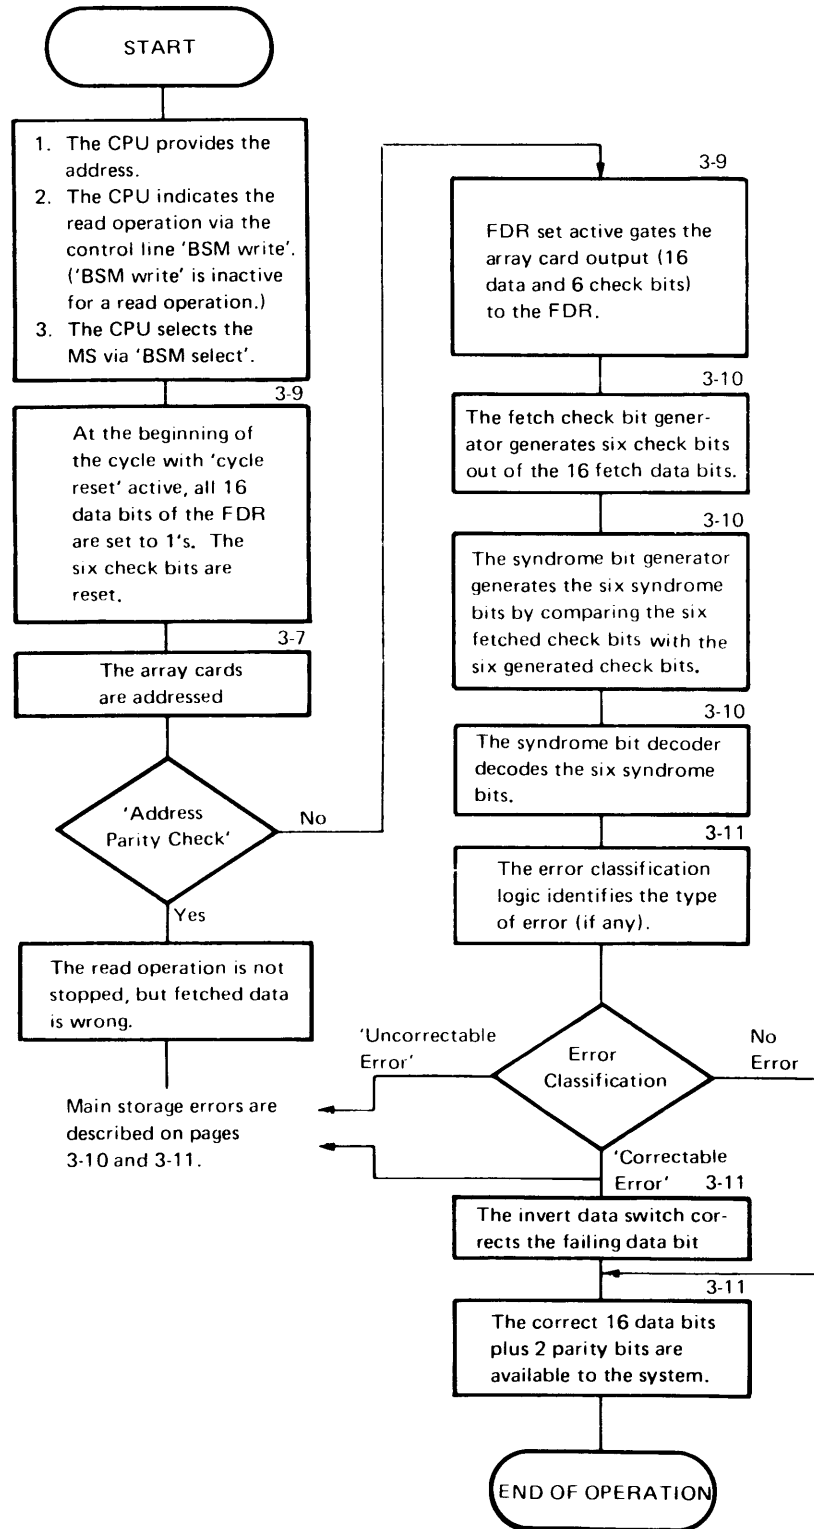 START
1. The CPU provides the
address.
2. The CPU indicates the
read operation via the
control line 'BSM write'.
('BSM write' is inactive
for a read operation.)
3. The CPU selects the
MS via 'BSM select'.
3-9
At the beginning of
the cycle with 'cycle
reset' active, all 16
data bits of the FDR
are set to 1's. The
six check bits are
reset.
3-7
The array cards
are addressed
'Address
Parity Check'
No
Yes
The read operation is not
stopped, but fetched data
is wrong.
Main storage errors are
described on pages
3-10 and 3-11.
3-9
FDR set active gates the
array card output (16
data and 6 check bits)
to the FDR.
3-10
The fetch check bit gener-
ator generates six check bits
out of the 16 fetch data bits.
3-10
The syndrome bit generator
generates the six syndrome
bits by comparing the six
fetched check bits with the
six generated check bits.
3-10
The syndrome bit decoder
decodes the six syndrome
bits.
3-11
The error classification
logic identifies the type
of error (if any).
'Uncorrectable
Error'
Error
Classification
No
Error
'Correctable
Error'
3-11
The invert data switch cor-
rects the failing data bit
3-11
The correct 16 data bits
plus 2 parity bits are
available to the system.
END OF OPERATION